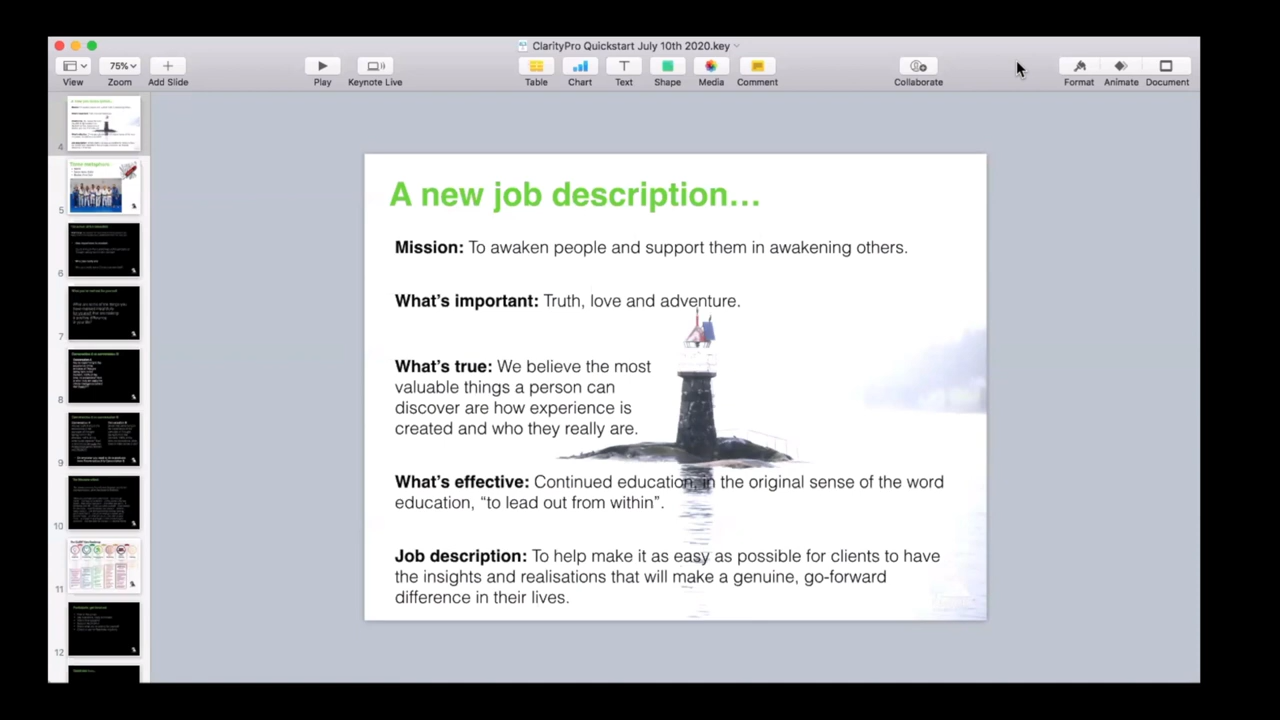 ClarityPro Quickstart July 10th 2020.key
75%
View Zoom Add Slide Play Keynote Live Table Chart Text Shape Media Comment Collaborate Format Animate Document
4
5
6
7
8
9
10
11
12
A new job description…
Mission: To awaken people and support them in awakening others.
What’s important: Truth, love and adventure.
What’s true: We believe the most
valuable things a person can
discover are how experience is
created and who we really are.
What’s effective: Continued education, in the original sense of the word
education, “to lead out from within”.
Job description: To help make it as easy as possible for clients to have
the insights and realisations that will make a genuine, go-forward
difference in their lives.